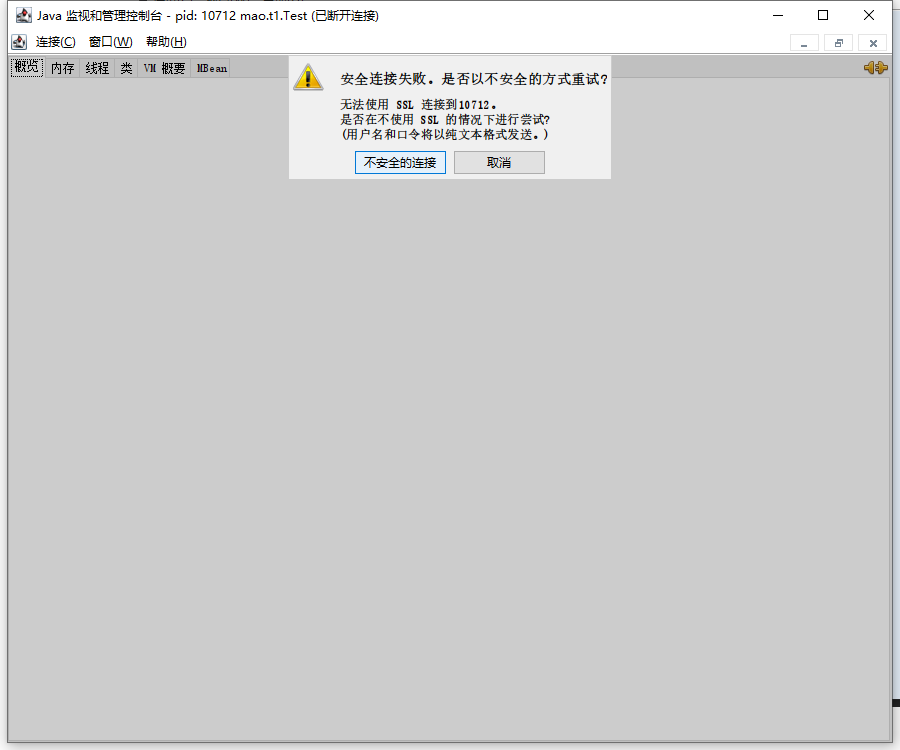 Java 监视和管理控制台 - pid: 10712 mao.t1.Test (已断开连接)
连接(C) 窗口(W) 帮助(H)
概览 内存 线程 类 VM 概要 MBean
安全连接失败。是否以不安全的方式重试?
无法使用 SSL 连接到10712。
是否在不使用 SSL 的情况下进行尝试?
(用户名和口令将以纯文本格式发送。)
不安全的连接 取消